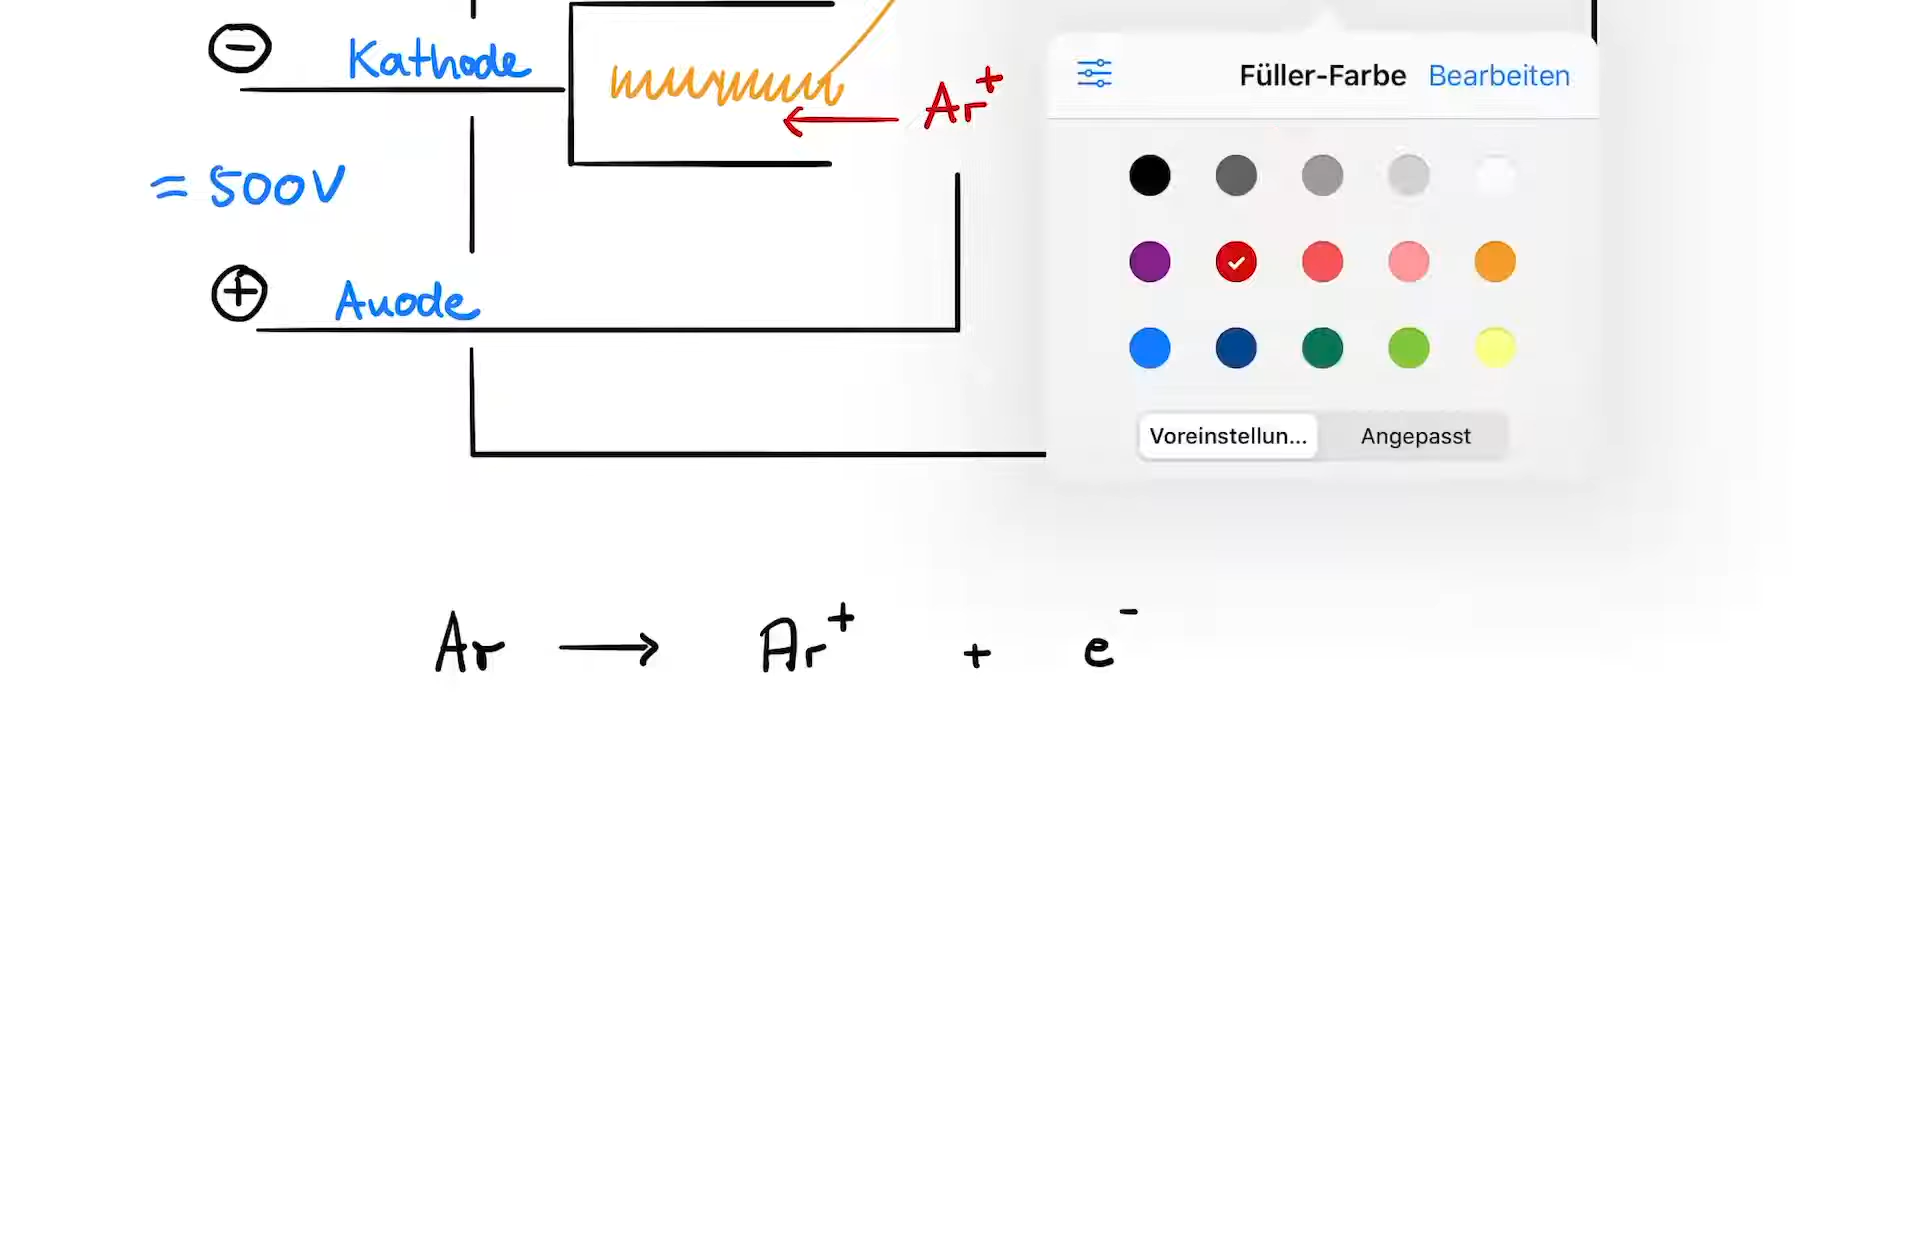 ⊖ Kathode
Ar⁺
= 500V
⊕ Anode
Füller-Farbe Bearbeiten
Voreinstellun... Angepasst
Ar ⟶ Ar⁺ + e⁻